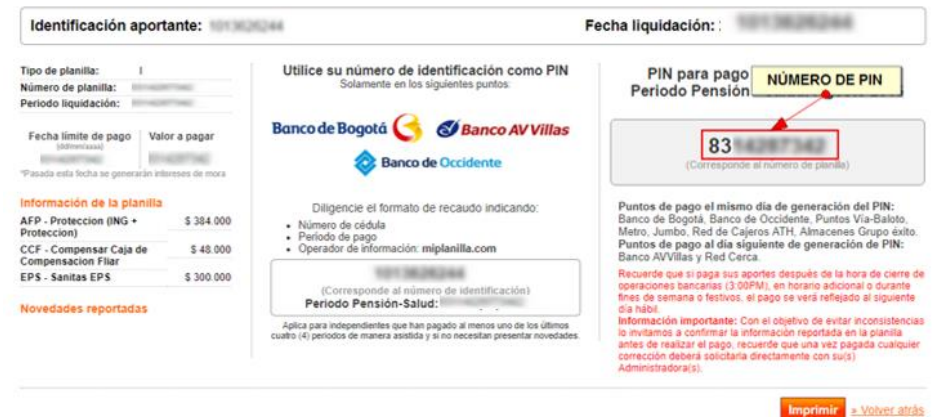 Identificación aportante:
Fecha liquidación: :
Tipo de planilla: I
Número de planilla:
Periodo liquidación:
Fecha límite de pago
(dd/mm/aaaa)
Valor a pagar
*Pasada esta fecha se generarán intereses de mora
Información de la planilla
AFP - Proteccion (ING + Proteccion) $ 384.000
CCF - Compensar Caja de Compensacion Fliar $ 48.000
EPS - Sanitas EPS $ 300.000
Novedades reportadas
Utilice su número de identificación como PIN
Solamente en los siguientes puntos:
Banco de Bogotá
Banco AV Villas
Banco de Occidente
Diligencie el formato de recaudo indicando:
• Número de cédula
• Periodo de pago
• Operador de información: miplanilla.com
(Corresponde al número de identificación)
Periodo Pensión-Salud:
Aplica para independientes que han pagado al menos uno de los últimos
cuatro (4) periodos de manera asistida y si no necesitan presentar novedades.
PIN para pago
Periodo Pensión
NÚMERO DE PIN
83
(Corresponde al número de planilla)
Puntos de pago el mismo día de generación del PIN:
Banco de Bogotá, Banco de Occidente, Puntos Vía-Baloto,
Metro, Jumbo, Red de Cajeros ATH, Almacenes Grupo éxito.
Puntos de pago al día siguiente de generación de PIN:
Banco AVVillas y Red Cerca.
Recuerde que si paga sus aportes después de la hora de cierre de
operaciones bancarias (3:00PM), en horario adicional o durante
fines de semana o festivos, el pago se verá reflejado al siguiente
día hábil.
Información importante: Con el objetivo de evitar inconsistencias
lo invitamos a confirmar la información reportada en la planilla
antes de realizar el pago, recuerde que una vez pagada cualquier
corrección deberá solicitarla directamente con su(s)
Administradora(s).
Imprimir
» Volver atrás